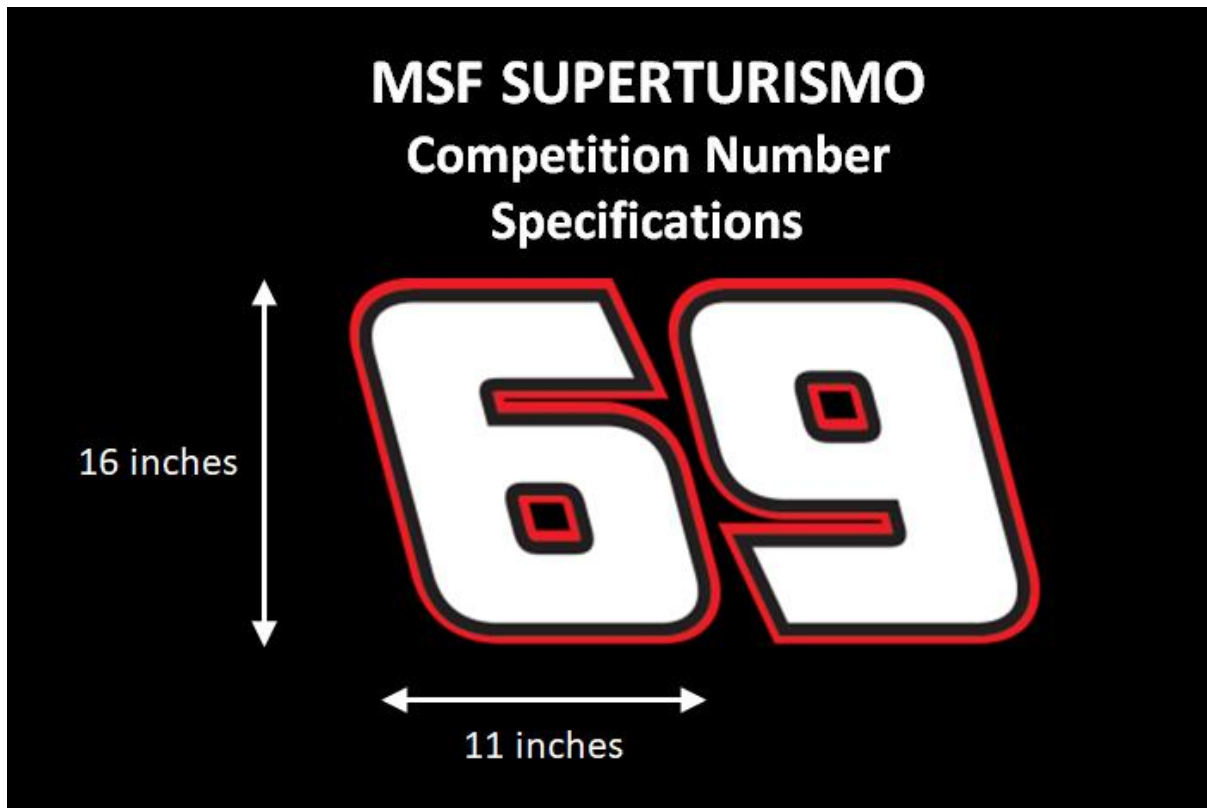 MSF SUPERTURISMO
Competition Number
Specifications
69
16 inches
11 inches